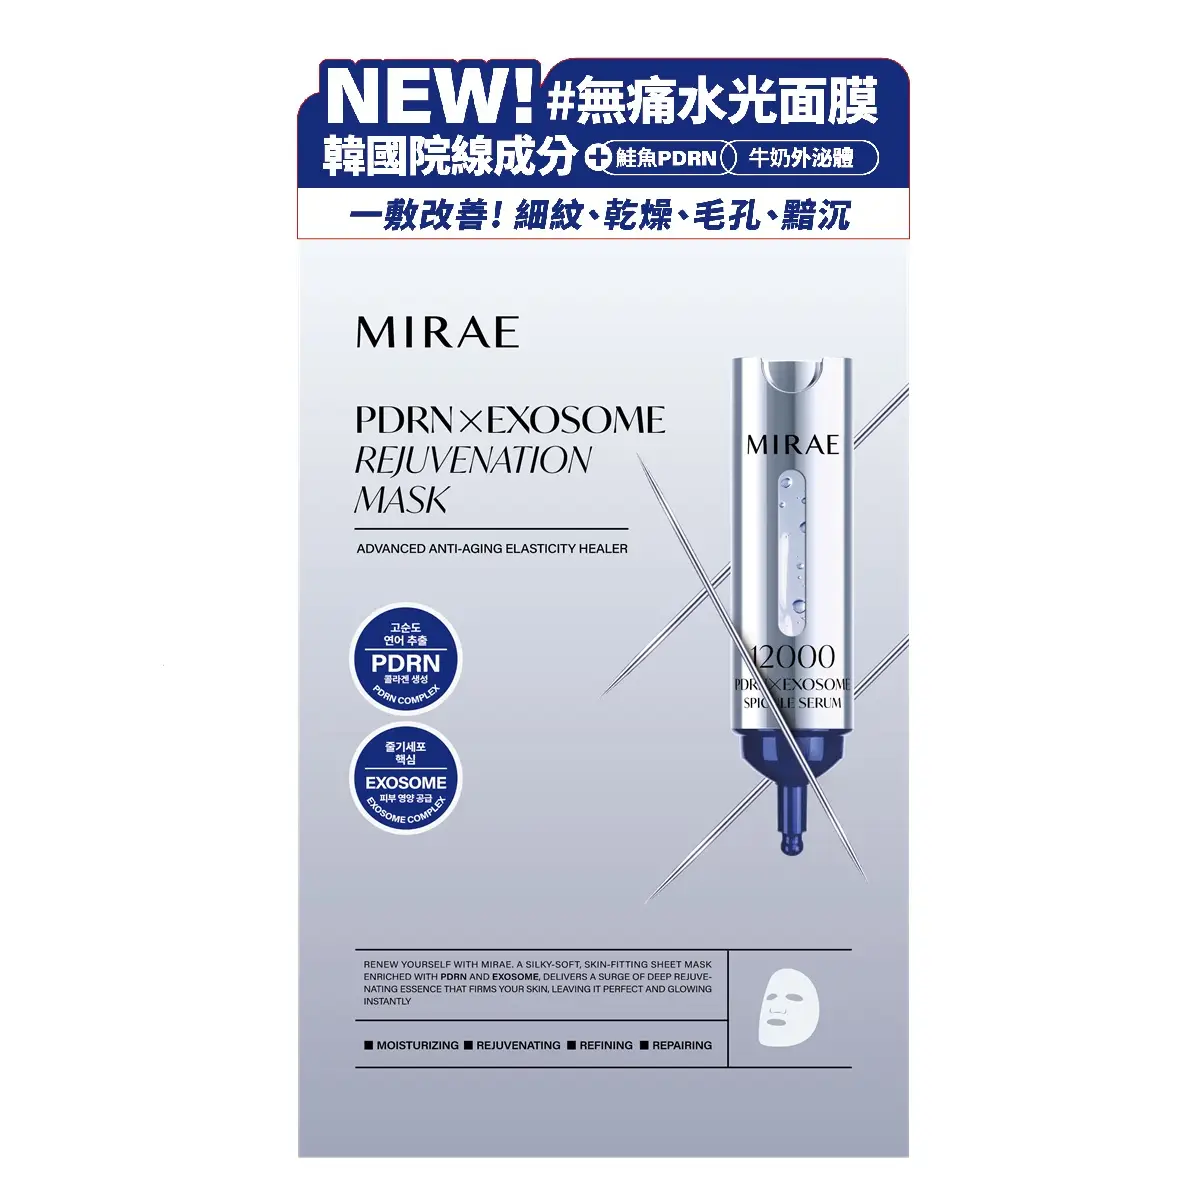 NEW! #無痛水光面膜
韓國院線成分 + 鮭魚PDRN 牛奶外泌體
一敷改善! 細紋、乾燥、毛孔、黯沉
MIRAE
PDRN×EXOSOME
REJUVENATION
MASK
ADVANCED ANTI-AGING ELASTICITY HEALER
고순도
연어 추출
PDRN
콜라겐 생성
PDRN COMPLEX
줄기세포
핵심
EXOSOME
피부 영양 공급
EXOSOME COMPLEX
MIRAE
12000
PDRN×EXOSOME
SPICULE SERUM
RENEW YOURSELF WITH MIRAE. A SILKY-SOFT, SKIN-FITTING SHEET MASK
ENRICHED WITH PDRN AND EXOSOME, DELIVERS A SURGE OF DEEP REJUVE-
NATING ESSENCE THAT FIRMS YOUR SKIN, LEAVING IT PERFECT AND GLOWING
INSTANTLY
■ MOISTURIZING ■ REJUVENATING ■ REFINING ■ REPAIRING